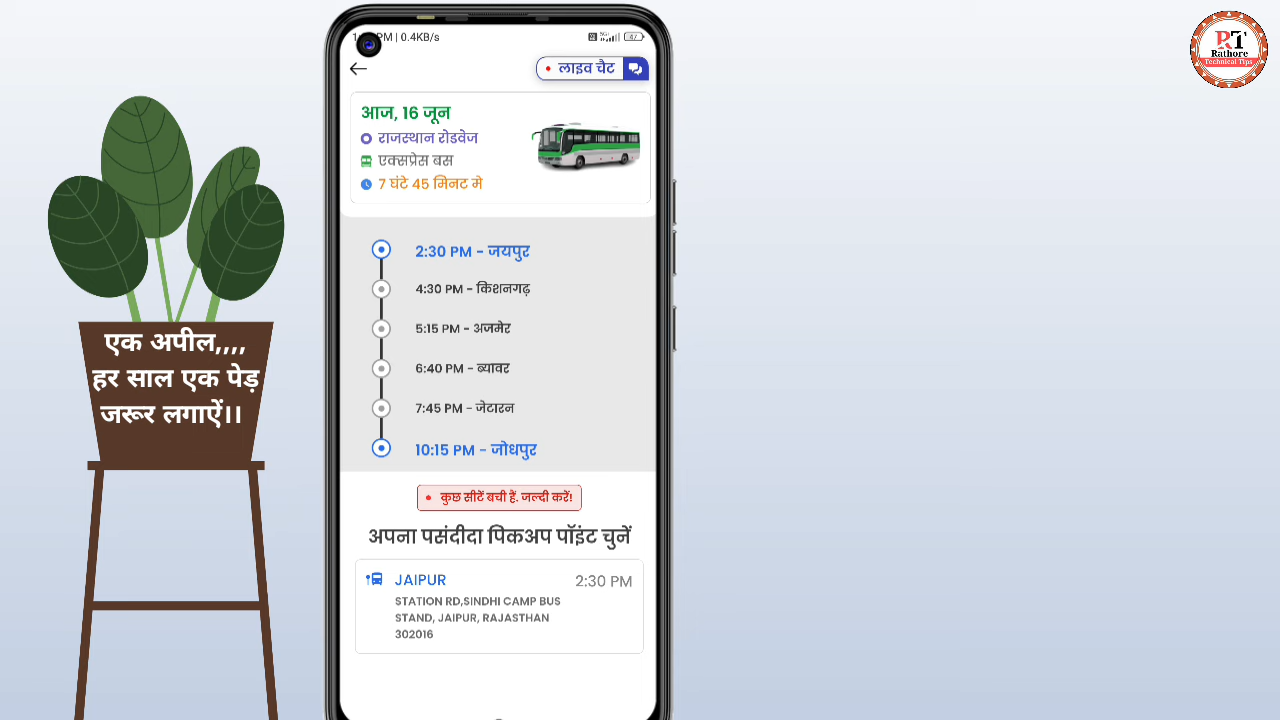 PM | 0.4KB/s
5G
47
लाइव चैट
आज, 16 जून
राजस्थान रोडवेज
एक्सप्रेस बस
7 घंटे 45 मिनट मे
2:30 PM - जयपुर
4:30 PM - किशनगढ़
5:15 PM - अजमेर
6:40 PM - ब्यावर
7:45 PM - जेटारन
10:15 PM - जोधपुर
कुछ सीटें बची हैं. जल्दी करें!
अपना पसंदीदा पिकअप पॉइंट चुनें
JAIPUR
2:30 PM
STATION RD,SINDHI CAMP BUS
STAND, JAIPUR, RAJASTHAN
302016
एक अपील,,,,
हर साल एक पेड़
जरूर लगाऐं।।
RT
Rathore
Technical Tips